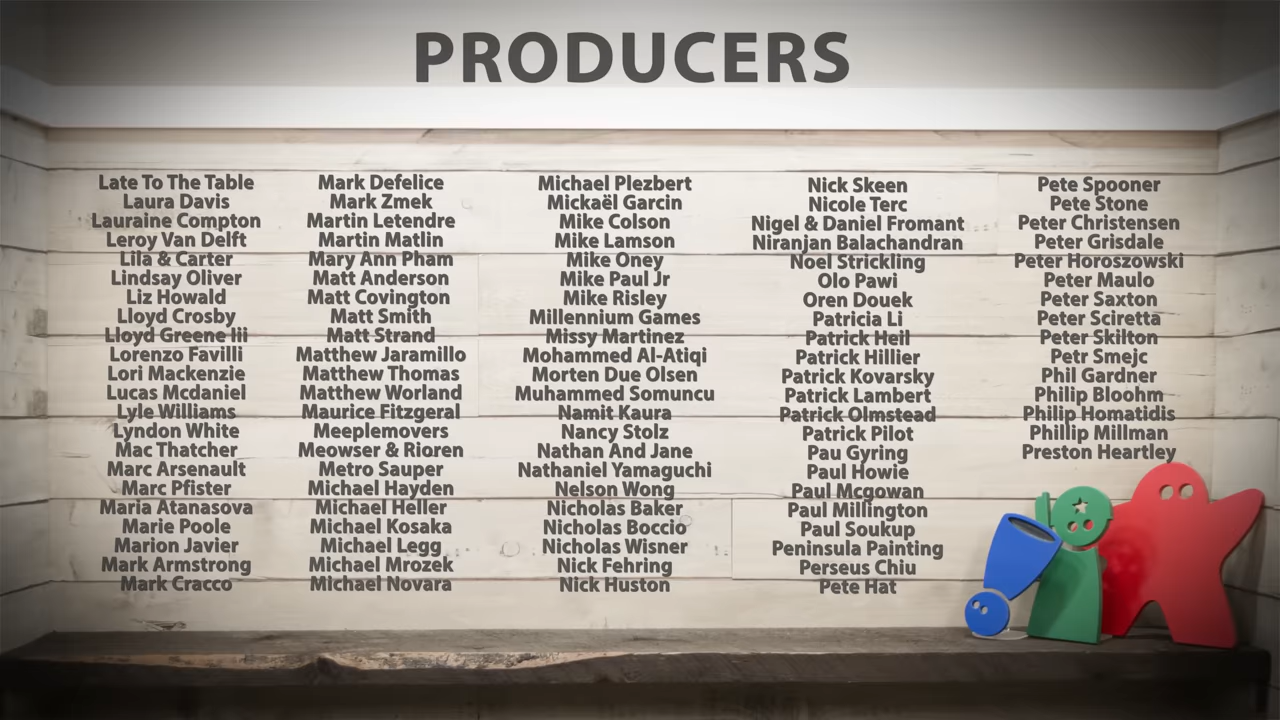 PRODUCERS
Late To The Table
Laura Davis
Lauraine Compton
Leroy Van Delft
Lila & Carter
Lindsay Oliver
Liz Howald
Lloyd Crosby
Lloyd Greene Iii
Lorenzo Favilli
Lori Mackenzie
Lucas Mcdaniel
Lyle Williams
Lyndon White
Mac Thatcher
Marc Arsenault
Marc Pfister
Maria Atanasova
Marie Poole
Marion Javier
Mark Armstrong
Mark Cracco
Mark Defelice
Mark Zmek
Martin Letendre
Martin Matlin
Mary Ann Pham
Matt Anderson
Matt Covington
Matt Smith
Matt Strand
Matthew Jaramillo
Matthew Thomas
Matthew Worland
Maurice Fitzgeral
Meeplemovers
Meowser & Rioren
Metro Sauper
Michael Hayden
Michael Heller
Michael Kosaka
Michael Legg
Michael Mrozek
Michael Novara
Michael Plezbert
Mickaël Garcin
Mike Colson
Mike Lamson
Mike Oney
Mike Paul Jr
Mike Risley
Millennium Games
Missy Martinez
Mohammed Al-Atiqi
Morten Due Olsen
Muhammed Somuncu
Namit Kaura
Nancy Stolz
Nathan And Jane
Nathaniel Yamaguchi
Nelson Wong
Nicholas Baker
Nicholas Boccio
Nicholas Wisner
Nick Fehring
Nick Huston
Nick Skeen
Nicole Terc
Nigel & Daniel Fromant
Niranjan Balachandran
Noel Strickling
Olo Pawi
Oren Douek
Patricia Li
Patrick Heil
Patrick Hillier
Patrick Kovarsky
Patrick Lambert
Patrick Olmstead
Patrick Pilot
Pau Gyring
Paul Howie
Paul Mcgowan
Paul Millington
Paul Soukup
Peninsula Painting
Perseus Chiu
Pete Hat
Pete Spooner
Pete Stone
Peter Christensen
Peter Grisdale
Peter Horoszowski
Peter Maulo
Peter Saxton
Peter Sciretta
Peter Skilton
Petr Smejc
Phil Gardner
Philip Bloohm
Philip Homatidis
Phillip Millman
Preston Heartley